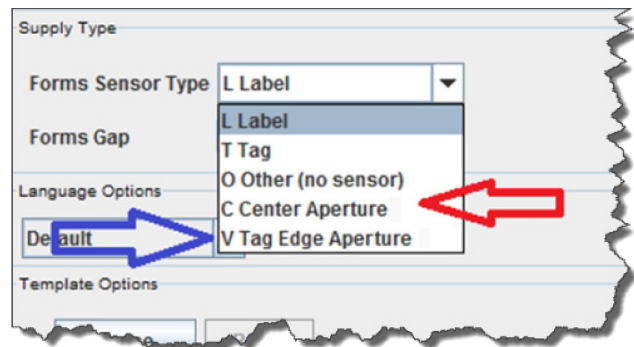 Supply Type
Forms Sensor Type L Label
L Label
Forms Gap
T Tag
O Other (no sensor)
Language Options
C Center Aperture
Default
V Tag Edge Aperture
Template Options